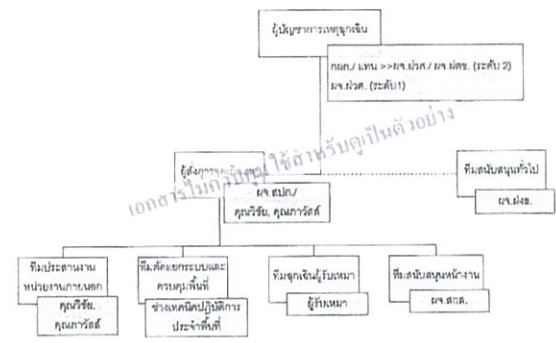 ผู้บัญชาการเหตุฉุกเฉิน
กผก./ แทน >>ผจ.ฝวศ./ ผจ.ฝตช. (ระดับ 2)
ผจ.ฝวศ. (ระดับ1)
เอกสารไม่ควบคุม ใช้สำหรับดูเป็นตัวอย่าง
ผู้สั่งการ
ผจ.สปก./
คุณวิชัย, คุณภาวัสส์
ทีมสนับสนุนทั่วไป
ทีมประสานงาน
หน่วยงานภายนอก
คุณวิชัย,
คุณภาวัสส์
ทีมตัดแยกระบบและ
ควบคุมพื้นที่
ช่างเทคนิคปฏิบัติการ
ประจำพื้นที่
ทีมฉุกเฉินผู้รับเหมา
ผู้รับเหมา
ทีมสนับสนุนหน้างาน
ผจ.สกส.